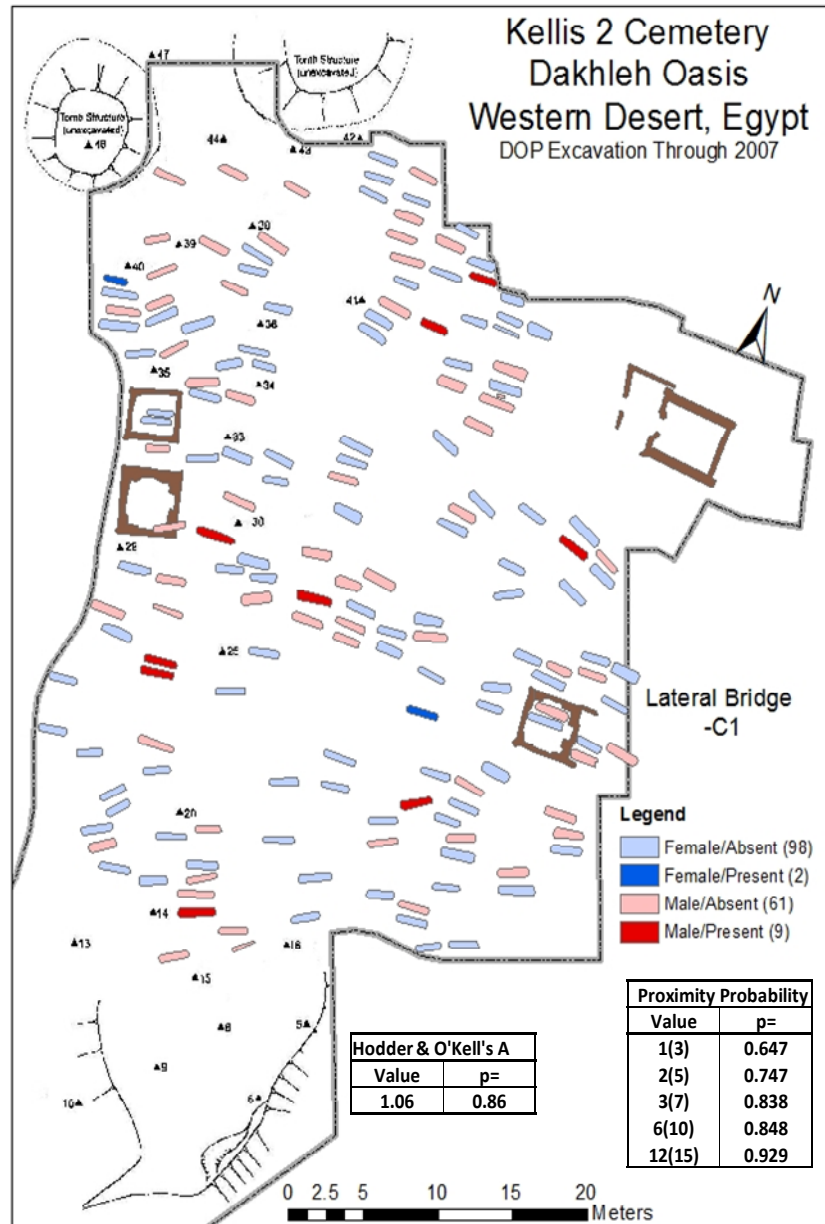 Kellis 2 Cemetery
Dakhleh Oasis
Western Desert, Egypt
DOP Excavation Through 2007
47
Tomb Structure
(unexcavated)
Tomb Structure
(unexcavated)
44
43
42
39
40
41
N
36
35
34
33
30
29
25
Lateral Bridge
-C1
20
Legend
Female/Absent (98)
Female/Present (2)
Male/Absent (61)
Male/Present (9)
14
13
16
15
8
5
9
10
6
Hodder & O'Kell's A
Value p=
1.06 0.86
Proximity Probability
Value p=
1(3) 0.647
2(5) 0.747
3(7) 0.838
6(10) 0.848
12(15) 0.929
0 2.5 5 10 15 20
Meters